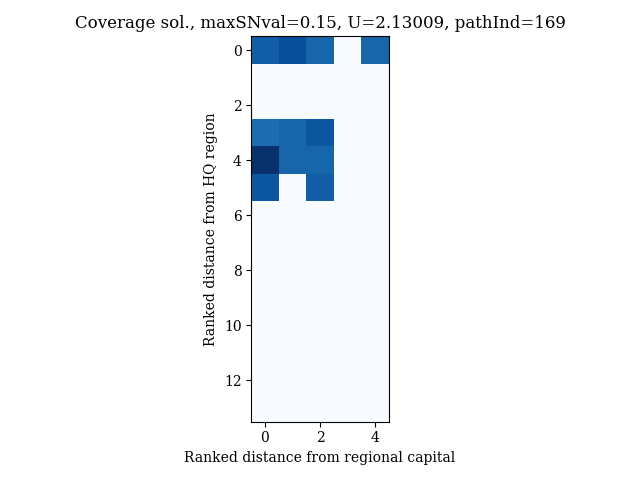 Coverage sol., maxSNval=0.15, U=2.13009, pathInd=169
0
2
4
6
8
10
12
Ranked distance from HQ region
0 2 4
Ranked distance from regional capital